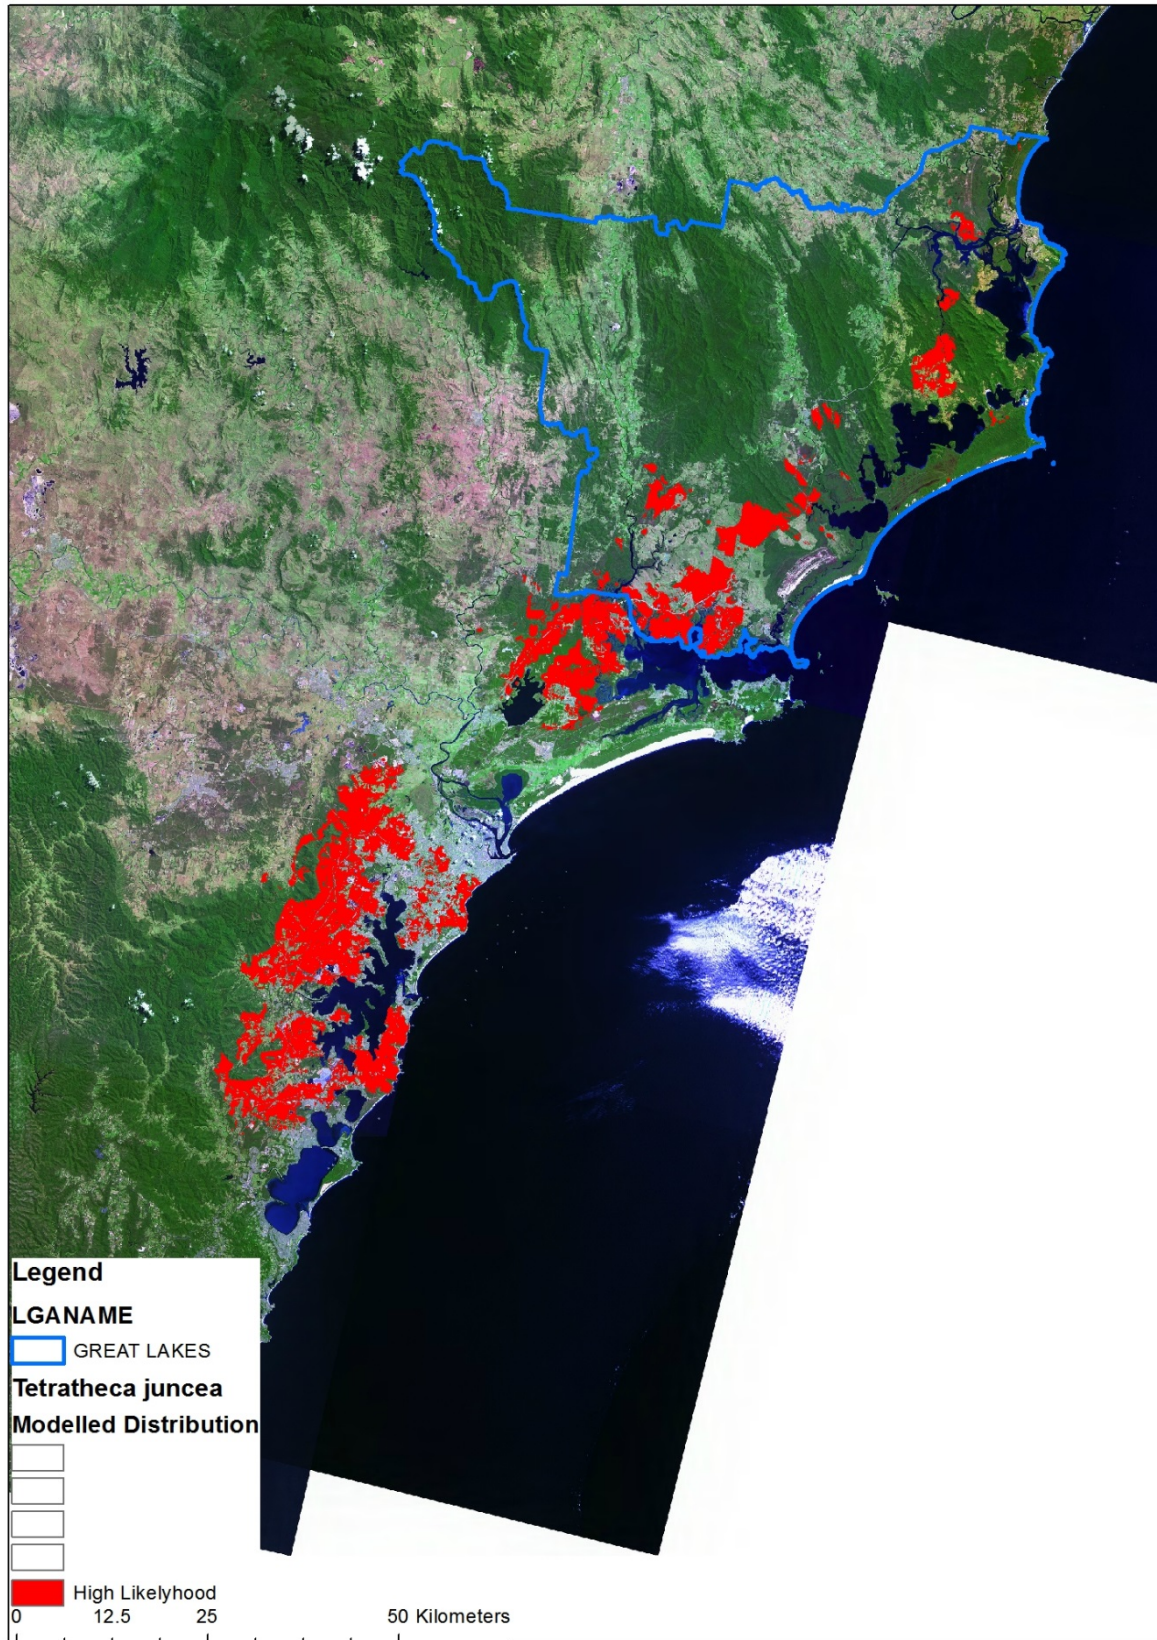 Legend
LGANAME
GREAT LAKES
Tetratheca juncea
Modelled Distribution
High Likelyhood
0 12.5 25 50 Kilometers